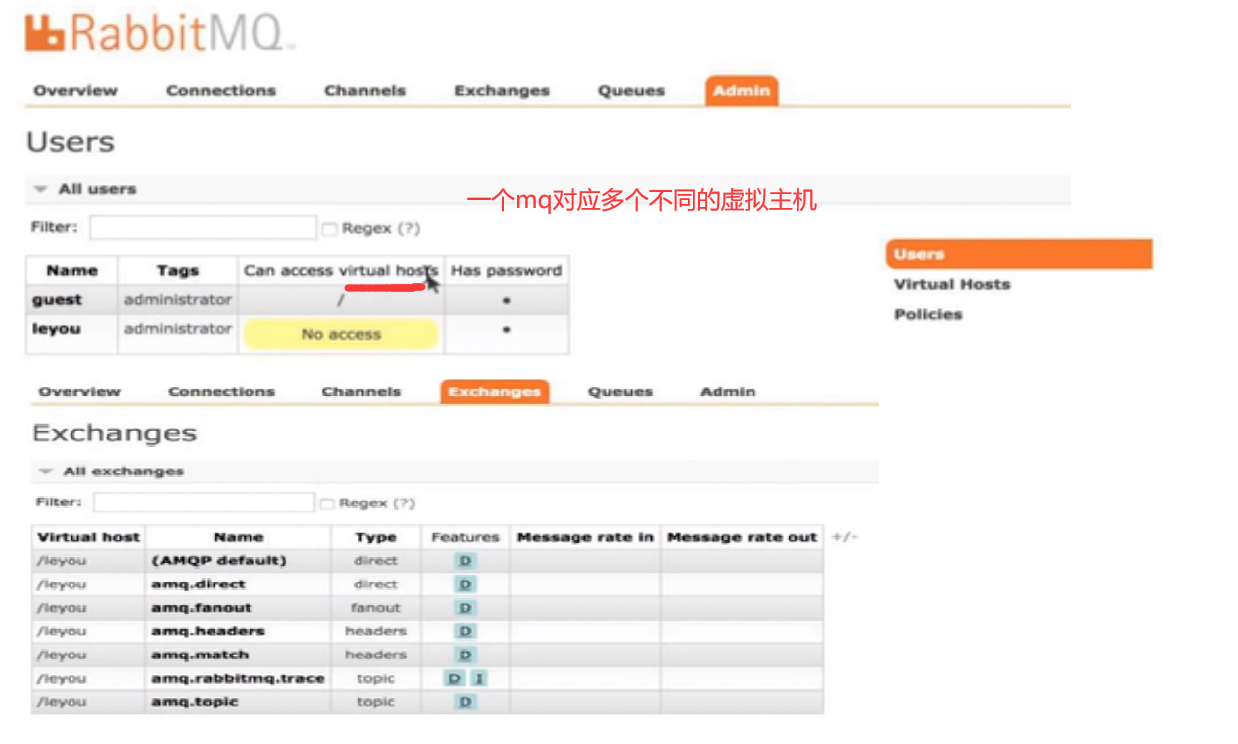 RabbitMQ
Overview Connections Channels Exchanges Queues Admin
Users
All users
一个mq对应多个不同的虚拟主机
Filter: Regex (?)
Name Tags Can access virtual hosts Has password
guest administrator / •
leyou administrator No access •
Users
Virtual Hosts
Policies
Overview Connections Channels Exchanges Queues Admin
Exchanges
All exchanges
Filter: Regex (?)
Virtual host Name Type Features Message rate in Message rate out +/-
/leyou (AMQP default) direct D
/leyou amq.direct direct D
/leyou amq.fanout fanout D
/leyou amq.headers headers D
/leyou amq.match headers D
/leyou amq.rabbitmq.trace topic D I
/leyou amq.topic topic D